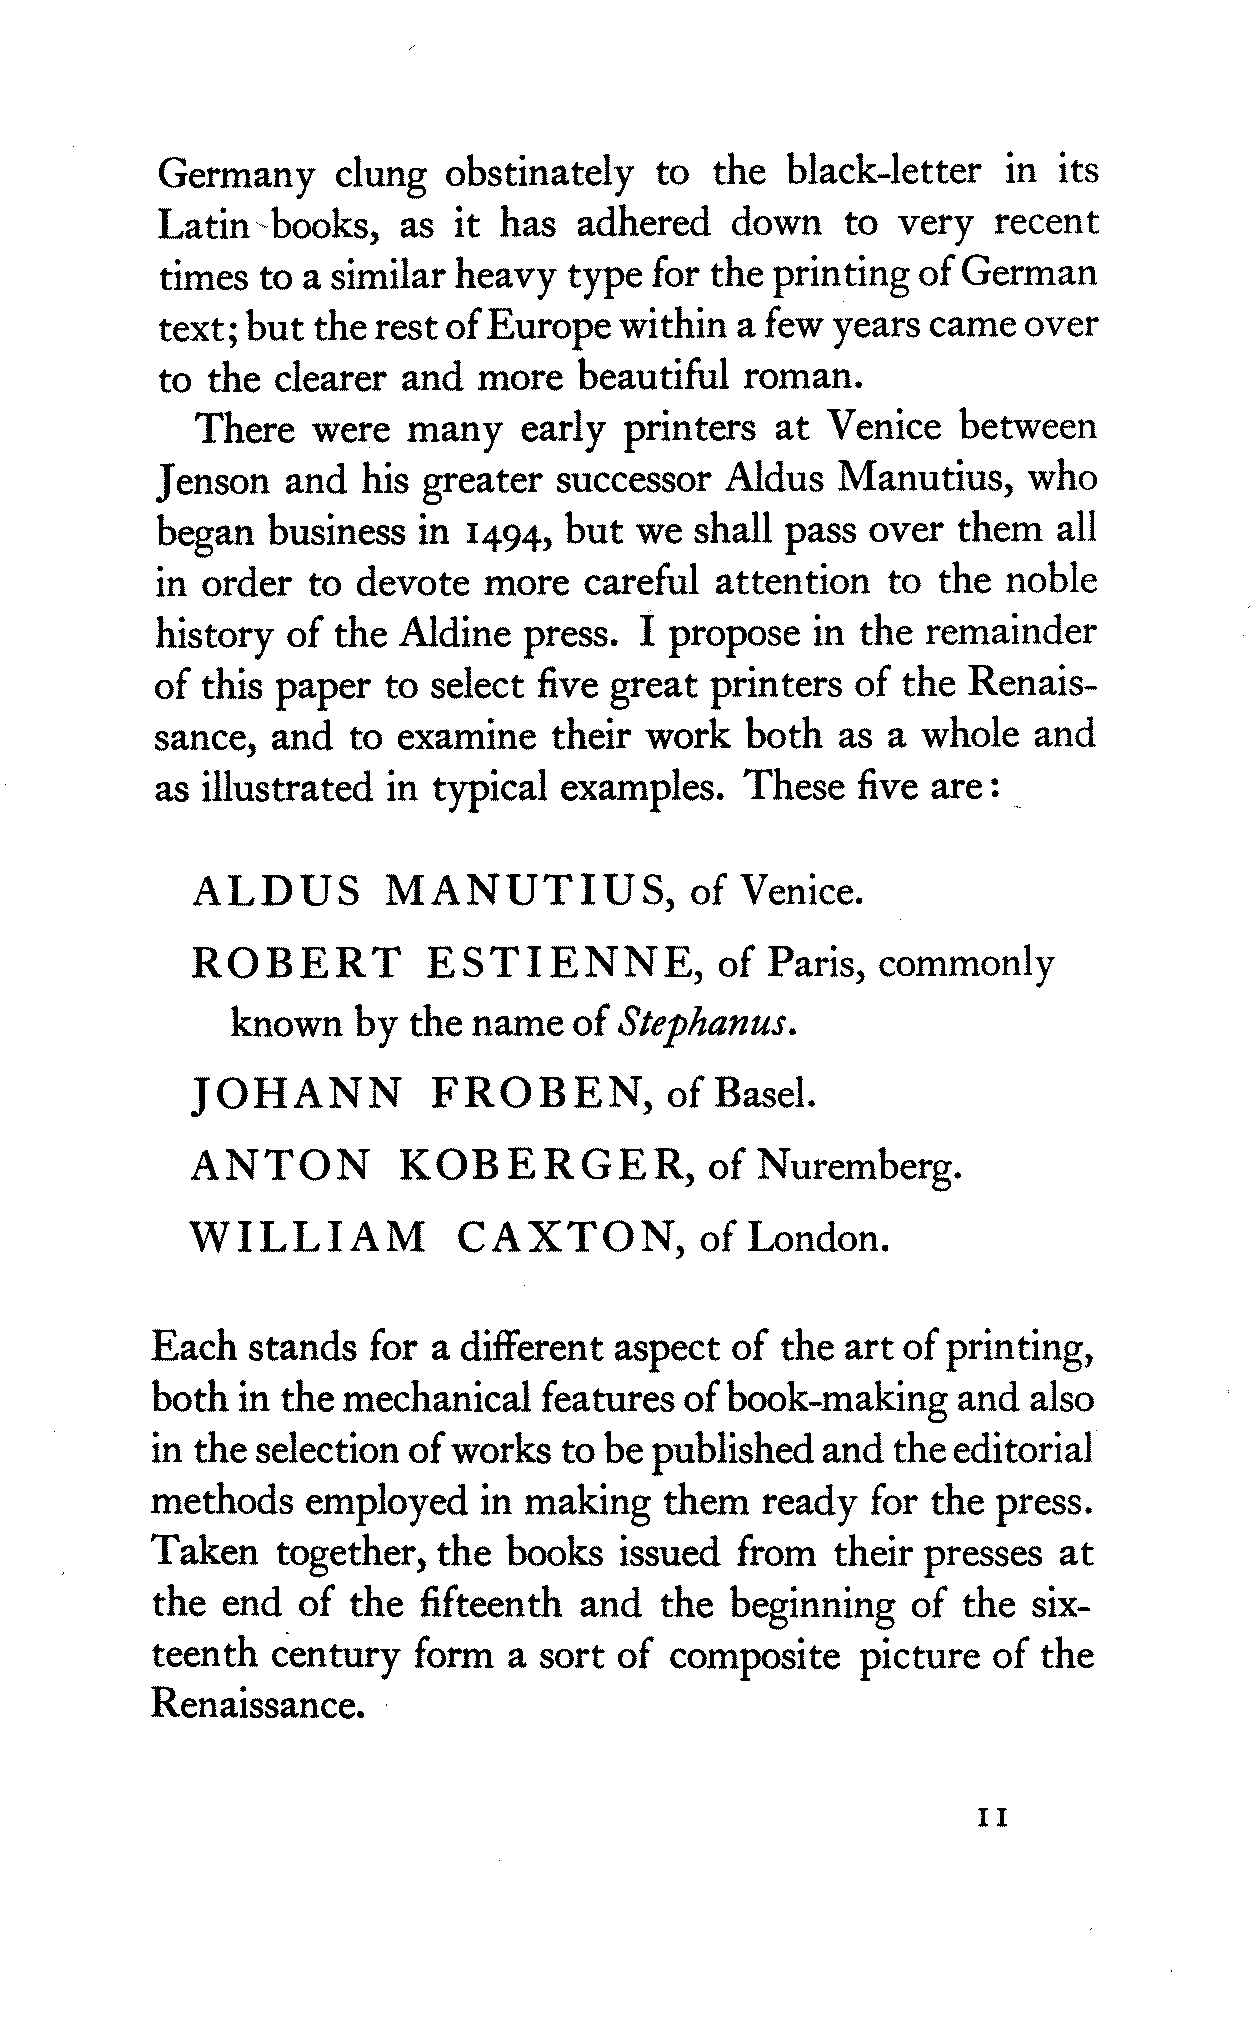 Germany clung obstinately to the black-letter in its
Latin books, as it has adhered down to very recent
times to a similar heavy type for the printing of German
text; but the rest of Europe within a few years came over
to the clearer and more beautiful roman.
There were many early printers at Venice between
Jenson and his greater successor Aldus Manutius, who
began business in 1494, but we shall pass over them all
in order to devote more careful attention to the noble
history of the Aldine press. I propose in the remainder
of this paper to select five great printers of the Renais-
sance, and to examine their work both as a whole and
as illustrated in typical examples. These five are:
ALDUS MANUTIUS, of Venice.
ROBERT ESTIENNE, of Paris, commonly
known by the name of Stephanus.
JOHANN FROBEN, of Basel.
ANTON KOBERGER, of Nuremberg.
WILLIAM CAXTON, of London.
Each stands for a different aspect of the art of printing,
both in the mechanical features of book-making and also
in the selection of works to be published and the editorial
methods employed in making them ready for the press.
Taken together, the books issued from their presses at
the end of the fifteenth and the beginning of the six-
teenth century form a sort of composite picture of the
Renaissance.
11